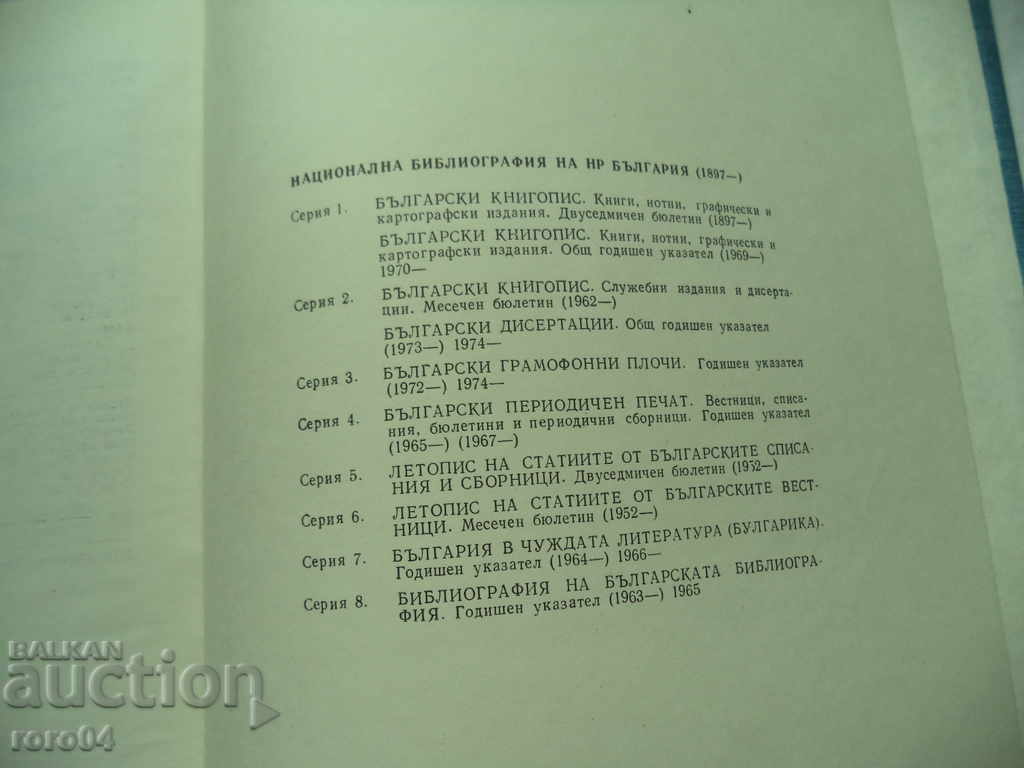 НАЦИОНАЛНА БИБЛИОГРАФИЯ НА НР БЪЛГАРИЯ (1897—)
Серия 1. БЪЛГАРСКИ КНИГОПИС. Книги, нотни, графически и
картографски издания. Двуседмичен бюлетин (1897—)
БЪЛГАРСКИ КНИГОПИС. Книги, нотни, графически и
картографски издания. Общ годишен указател (1969—)
1970—
Серия 2. БЪЛГАРСКИ КНИГОПИС. Служебни издания и дисерта-
ции. Месечен бюлетин (1962—)
БЪЛГАРСКИ ДИСЕРТАЦИИ. Общ годишен указател
(1973—) 1974—
Серия 3. БЪЛГАРСКИ ГРАМОФОННИ ПЛОЧИ. Годишен указател
(1972—) 1974—
Серия 4. БЪЛГАРСКИ ПЕРИОДИЧЕН ПЕЧАТ. Вестници, списа-
ния, бюлетини и периодични сборници. Годишен указател
(1965—) (1967—)
Серия 5. ЛЕТОПИС НА СТАТИИТЕ ОТ БЪЛГАРСКИТЕ СПИСА-
НИЯ И СБОРНИЦИ. Двуседмичен бюлетин (1952—)
Серия 6. ЛЕТОПИС НА СТАТИИТЕ ОТ БЪЛГАРСКИТЕ ВЕСТ-
НИЦИ. Месечен бюлетин (1952—)
Серия 7. БЪЛГАРИЯ В ЧУЖДАТА ЛИТЕРАТУРА (БУЛГАРИКА).
Годишен указател (1964—) 1966—
Серия 8. БИБЛИОГРАФИЯ НА БЪЛГАРСКАТА БИБЛИОГРА-
ФИЯ. Годишен указател (1963—) 1965
BALKAN
auction
roro04